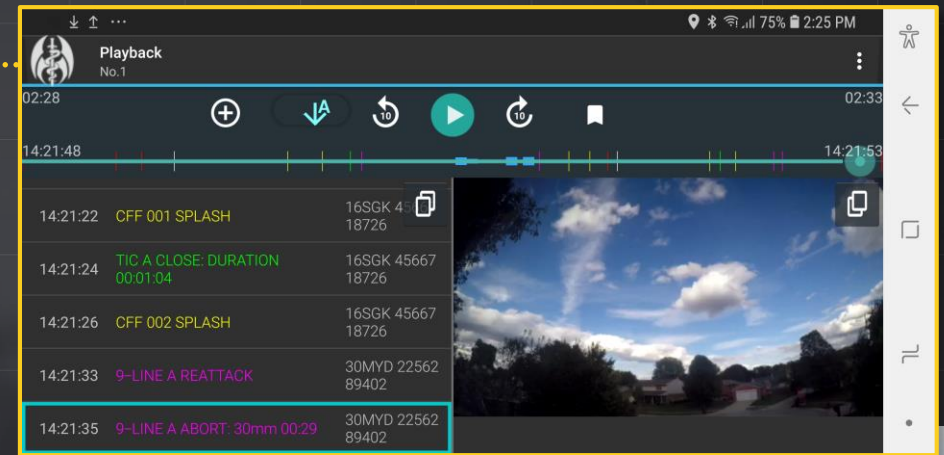 75% 2:25 PM
Playback
No.1
02:28
A
10
10
02:33
14:21:48
14:21:53
14:21:22 CFF 001 SPLASH 16SGK
18726
14:21:24 TIC A CLOSE: DURATION 00:01:04 16SGK 45667 18726
14:21:26 CFF 002 SPLASH 16SGK 45667 18726
14:21:33 9-LINE A REATTACK 30MYD 22562 89402
14:21:35 9-LINE A ABORT: 30mm 00:29 30MYD 22562 89402